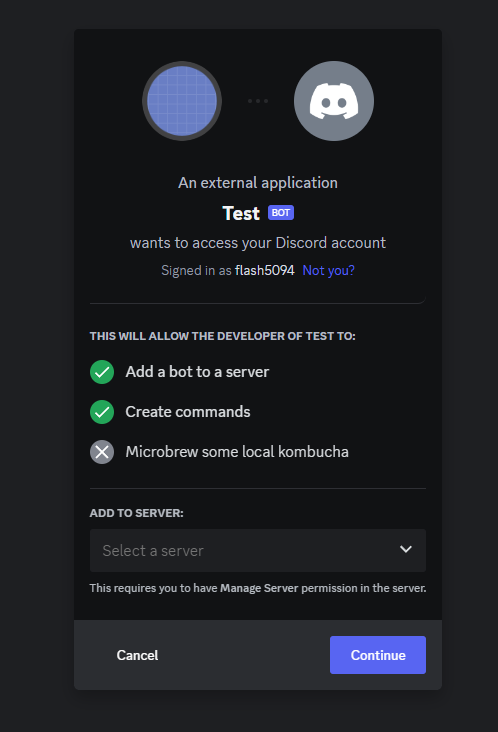 An external application
Test BOT
wants to access your Discord account
Signed in as flash5094 Not you?
THIS WILL ALLOW THE DEVELOPER OF TEST TO:
Add a bot to a server
Create commands
Microbrew some local kombucha
ADD TO SERVER:
Select a server
This requires you to have Manage Server permission in the server.
Cancel
Continue